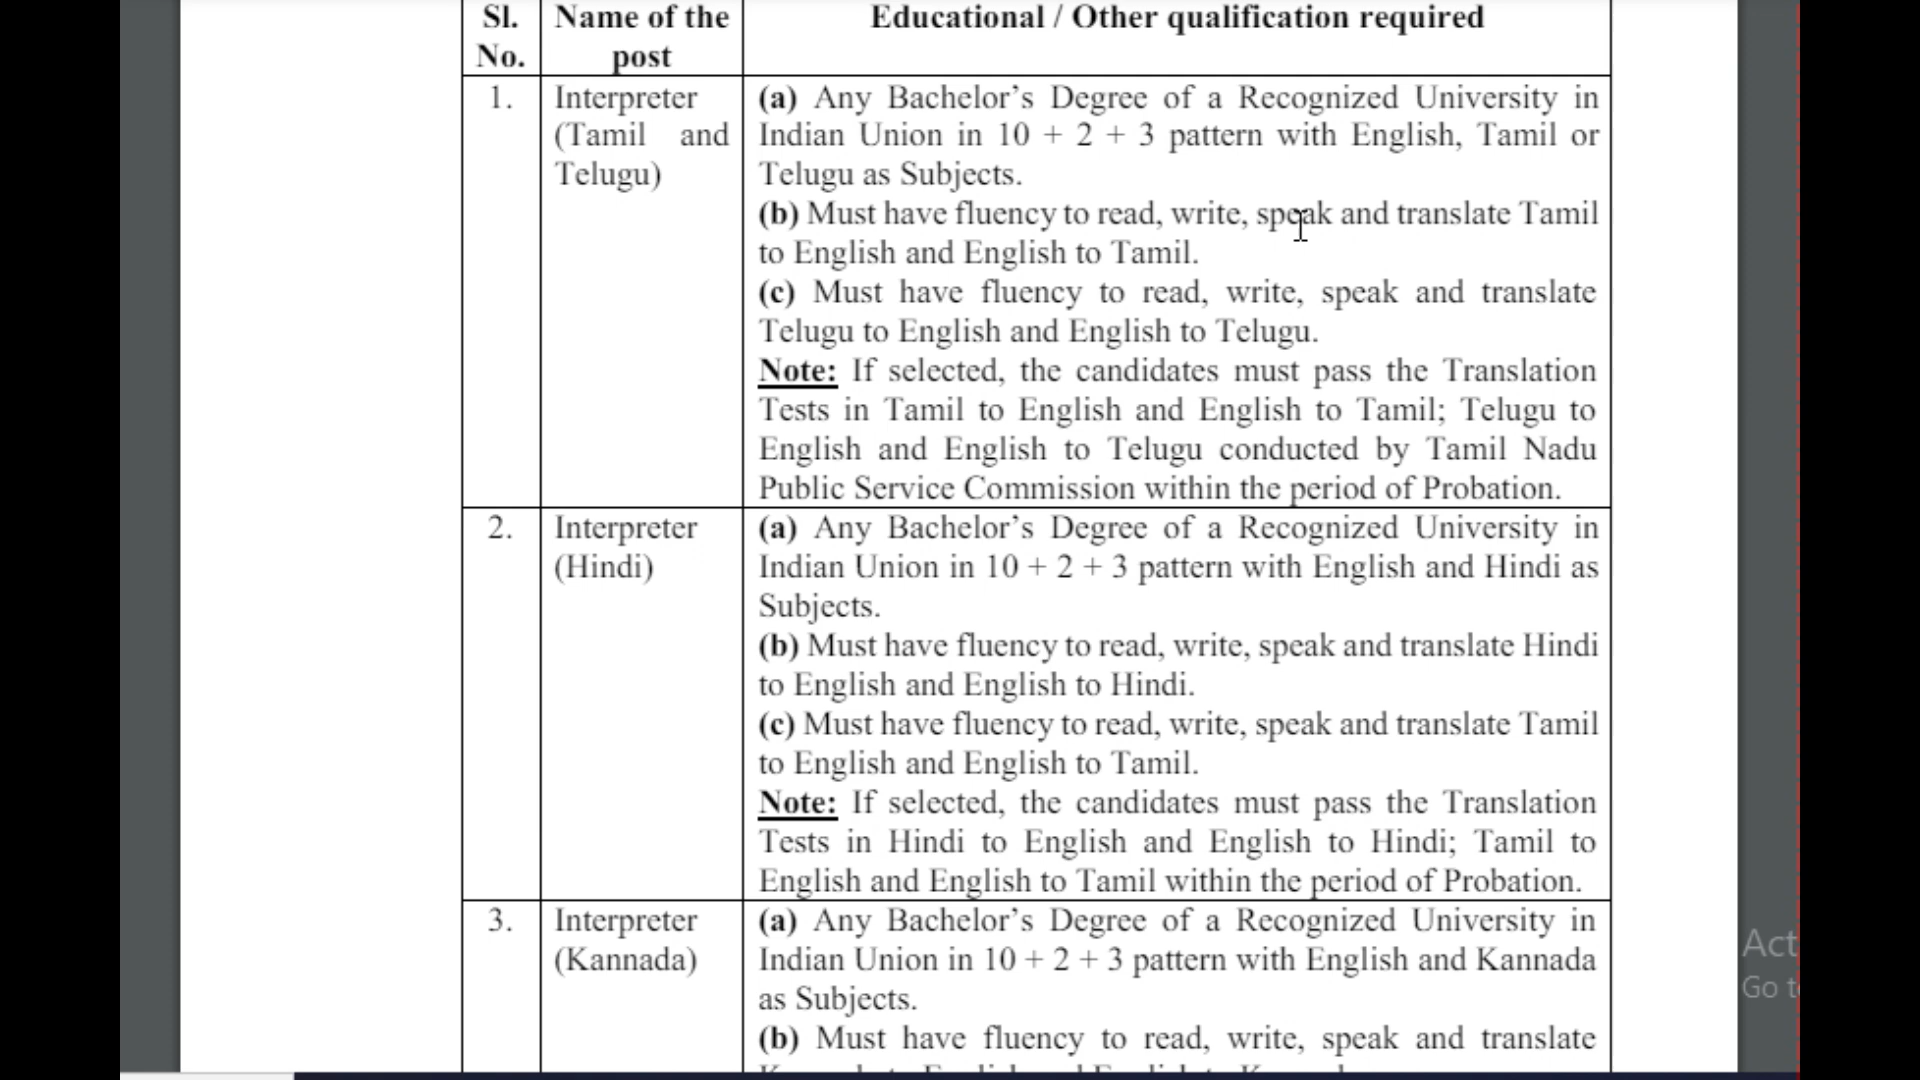 Sl. No.
Name of the post
Educational / Other qualification required
1.
Interpreter
(Tamil and
Telugu)
(a) Any Bachelor’s Degree of a Recognized University in
Indian Union in 10 + 2 + 3 pattern with English, Tamil or
Telugu as Subjects.
(b) Must have fluency to read, write, speak and translate Tamil
to English and English to Tamil.
(c) Must have fluency to read, write, speak and translate
Telugu to English and English to Telugu.
Note: If selected, the candidates must pass the Translation
Tests in Tamil to English and English to Tamil; Telugu to
English and English to Telugu conducted by Tamil Nadu
Public Service Commission within the period of Probation.
2.
Interpreter
(Hindi)
(a) Any Bachelor’s Degree of a Recognized University in
Indian Union in 10 + 2 + 3 pattern with English and Hindi as
Subjects.
(b) Must have fluency to read, write, speak and translate Hindi
to English and English to Hindi.
(c) Must have fluency to read, write, speak and translate Tamil
to English and English to Tamil.
Note: If selected, the candidates must pass the Translation
Tests in Hindi to English and English to Hindi; Tamil to
English and English to Tamil within the period of Probation.
3.
Interpreter
(Kannada)
(a) Any Bachelor’s Degree of a Recognized University in
Indian Union in 10 + 2 + 3 pattern with English and Kannada
as Subjects.
(b) Must have fluency to read, write, speak and translate
Act
Go t